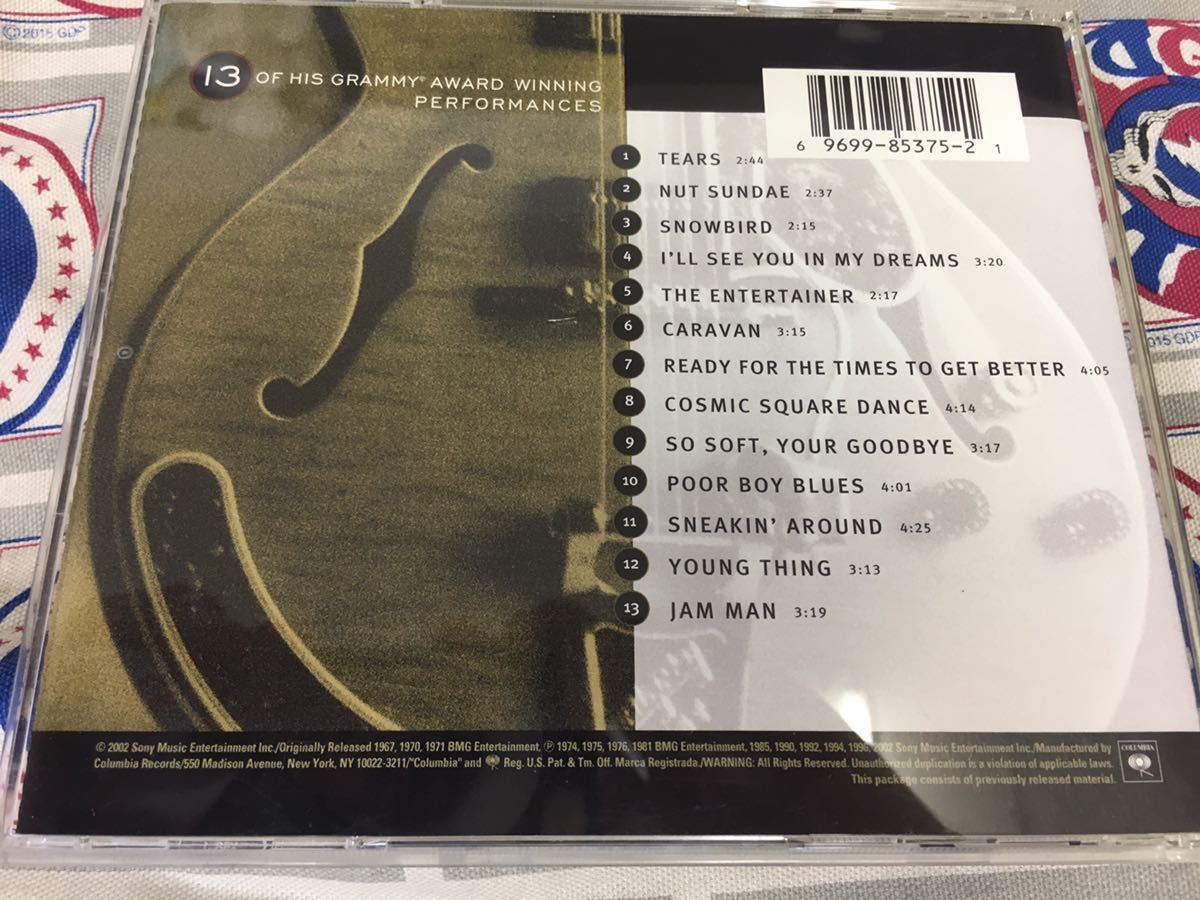 ©2015 GDP
13 OF HIS GRAMMY® AWARD WINNING
PERFORMANCES
6 9699-85375-2 1
1 TEARS 2:44
2 NUT SUNDAE 2:37
3 SNOWBIRD 2:15
4 I'LL SEE YOU IN MY DREAMS 3:20
5 THE ENTERTAINER 2:17
6 CARAVAN 3:15
7 READY FOR THE TIMES TO GET BETTER 4:05
8 COSMIC SQUARE DANCE 4:14
9 SO SOFT, YOUR GOODBYE 3:17
10 POOR BOY BLUES 4:01
11 SNEAKIN' AROUND 4:25
12 YOUNG THING 3:13
13 JAM MAN 3:19
© 2002 Sony Music Entertainment Inc./Originally Released 1967, 1970, 1971 BMG Entertainment, ℗ 1974, 1975, 1976, 1981 BMG Entertainment, 1985, 1990, 1992, 1994, 1996, 2002 Sony Music Entertainment Inc./Manufactured by
Columbia Records/550 Madison Avenue, New York, NY 10022-3211/"Columbia" and Reg. U.S. Pat. & Tm. Off. Marca Registrada./WARNING: All Rights Reserved. Unauthorized duplication is a violation of applicable laws.
This package consists of previously released material.
COLUMBIA